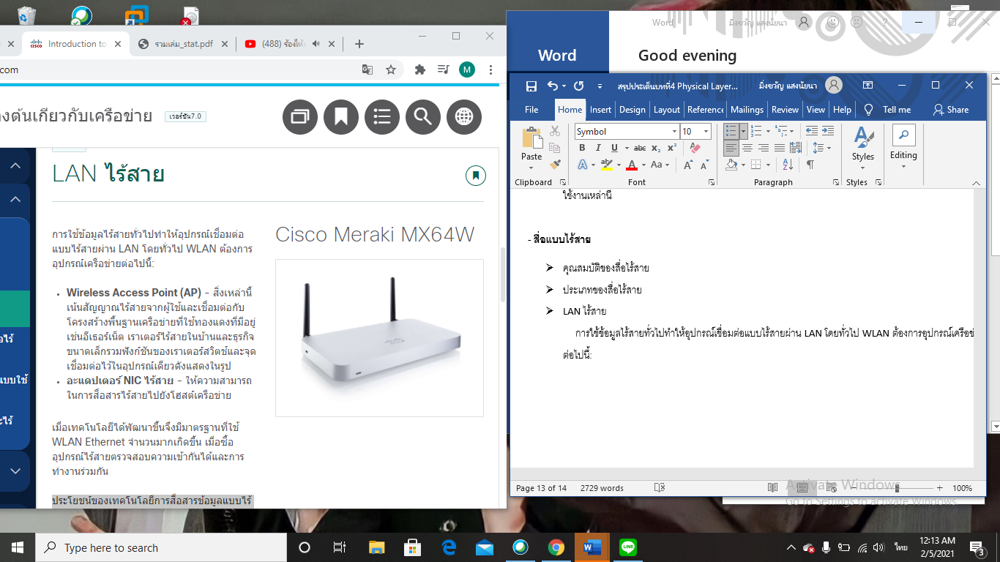 Introduction to
รวมเล่ม_stat.pdf
(488) ร้องไห้
com
M
องต้นเกี่ยวกับเครือข่าย
เวอร์ชัน7.0
LAN ไร้สาย
การใช้ข้อมูลไร้สายทั่วไปทำให้อุปกรณ์เชื่อมต่อ
แบบไร้สายผ่าน LAN โดยทั่วไป WLAN ต้องการ
อุปกรณ์เครือข่ายต่อไปนี้:
Wireless Access Point (AP) - สิ่งเหล่านี้
เน้นสัญญาณไร้สายจากผู้ใช้และเชื่อมต่อกับ
โครงสร้างพื้นฐานเครือข่ายที่ใช้ทองแดงที่มีอยู่
เช่นอีเธอร์เน็ต เราเตอร์ไร้สายในบ้านและธุรกิจ
ขนาดเล็กรวมฟังก์ชันของเราเตอร์สวิตช์และจุด
เชื่อมต่อไว้ในอุปกรณ์เดียวดังแสดงในรูป
อะแดปเตอร์ NIC ไร้สาย - ให้ความสามารถ
ในการสื่อสารไร้สายไปยังโฮสต์เครือข่าย
เมื่อเทคโนโลยีได้พัฒนาขึ้นจึงมีมาตรฐานที่ใช้
WLAN Ethernet จำนวนมากเกิดขึ้น เมื่อซื้อ
อุปกรณ์ไร้สายตรวจสอบความเข้ากันได้และการ
ทำงานร่วมกัน
ประโยชน์ของเทคโนโลยีการสื่อสารข้อมูลแบบไร้
Cisco Meraki MX64W
Word
มิ่งขวัญ แสงนัยนา
Word
Good evening
สรุปประเด็นบทที่4 Physical Layer...
มิ่งขวัญ แสงนัยนา
File Home Insert Design Layout Reference Mailings Review View Help Tell me Share
Symbol 10
Paste
Styles
Editing
Clipboard Font Paragraph Styles
ใช้งานเหล่านี้
- สื่อแบบไร้สาย
คุณสมบัติของสื่อไร้สาย
ประเภทของสื่อไร้สาย
LAN ไร้สาย
การใช้ข้อมูลไร้สายทั่วไปทำให้อุปกรณ์เชื่อมต่อแบบไร้สายผ่าน LAN โดยทั่วไป WLAN ต้องการอุปกรณ์เครือข่
ต่อไปนี้:
Page 13 of 14 2729 words 100%
Activate Windows
Go to Settings to activate Windows.
Type here to search
ไทย
12:13 AM
2/5/2021
3